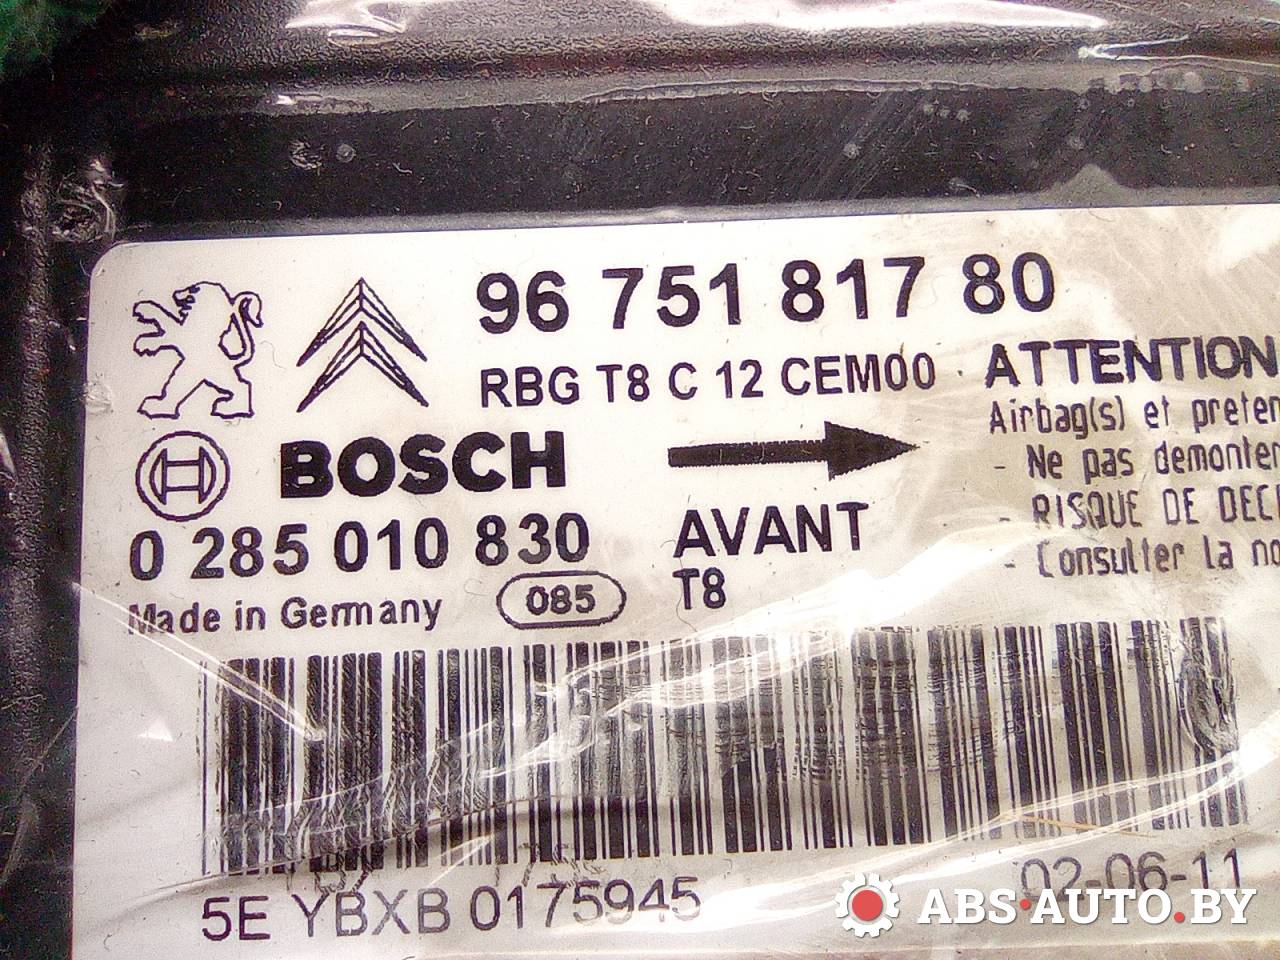 96 751 817 80
RBG T8 C 12 CEM00
ATTENTION
Airbag(s) et preten
- Ne pas demonter
- RISQUE DE DECL
- Consulter la no
BOSCH
0 285 010 830
AVANT
T8
Made in Germany
085
5E YBXB 0175945
02-06-11
ABS-AUTO.BY